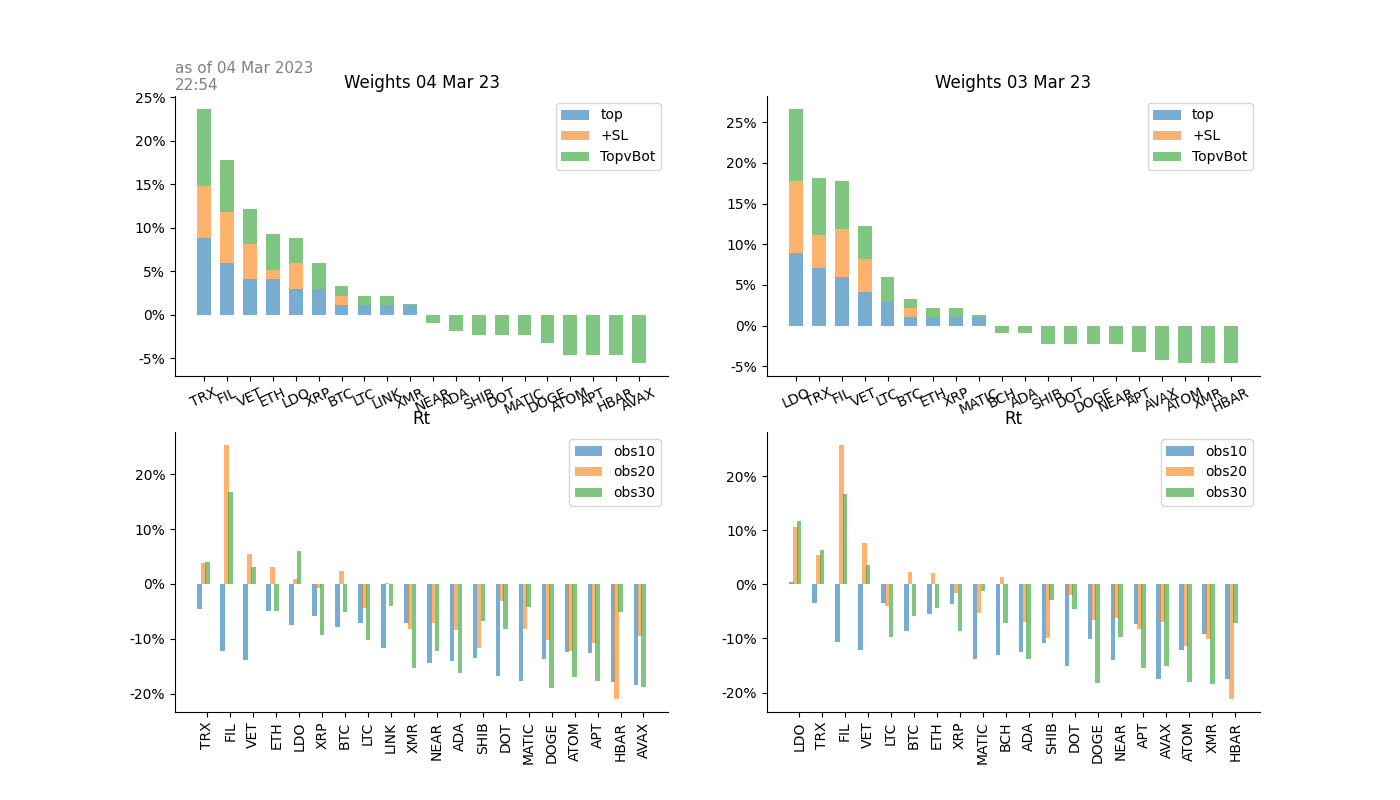 as of 04 Mar 2023
22:54
Weights 04 Mar 23
25%
20%
15%
10%
5%
0%
-5%
top
+SL
TopvBot
TRX FIL VET ETH LDO XRP BTC LTC LINK XMR NEAR ADA SHIB DOT MATIC DOGE ATOM APT HBAR AVAX
Weights 03 Mar 23
25%
20%
15%
10%
5%
0%
-5%
top
+SL
TopvBot
LDO TRX FIL VET LTC BTC ETH XRP MATIC BCH ADA SHIB DOT DOGE NEAR APT AVAX ATOM XMR HBAR
Rt
20%
10%
0%
-10%
-20%
obs10
obs20
obs30
TRX FIL VET ETH LDO XRP BTC LTC LINK XMR NEAR ADA SHIB DOT MATIC DOGE ATOM APT HBAR AVAX
Rt
20%
10%
0%
-10%
-20%
obs10
obs20
obs30
LDO TRX FIL VET LTC BTC ETH XRP MATIC BCH ADA SHIB DOT DOGE NEAR APT AVAX ATOM XMR HBAR